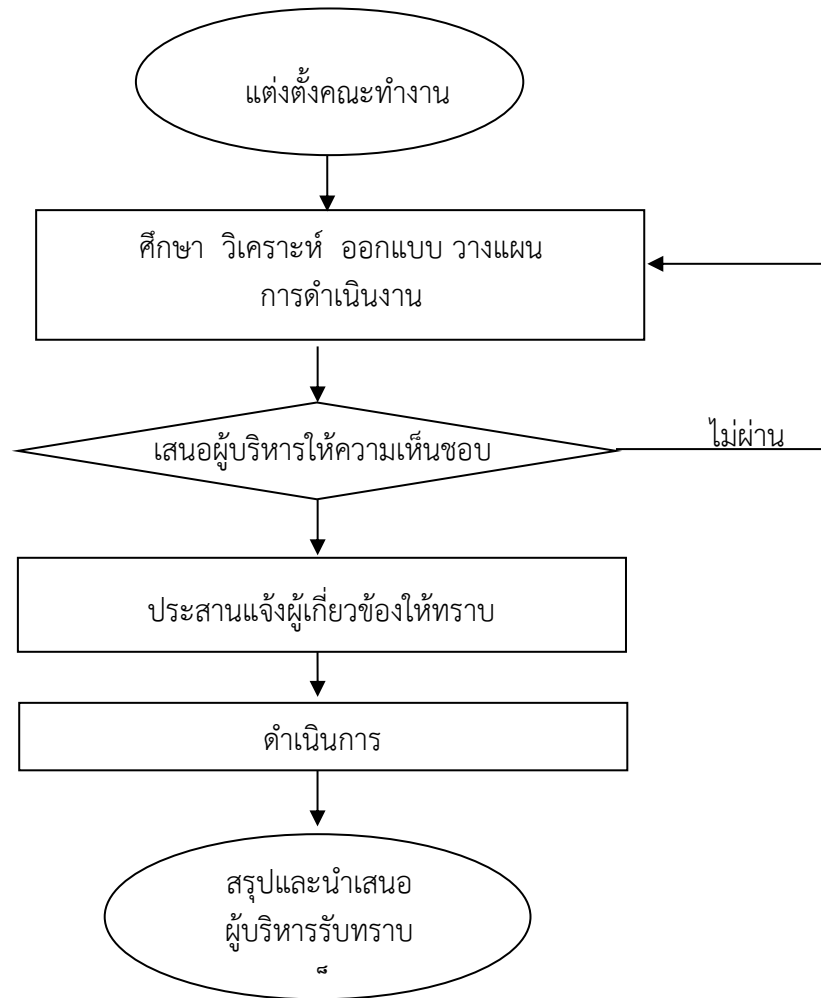 แต่งตั้งคณะทำงาน
ศึกษา วิเคราะห์ ออกแบบ วางแผน
การดำเนินงาน
เสนอผู้บริหารให้ความเห็นชอบ
ไม่ผ่าน
ประสานแจ้งผู้เกี่ยวข้องให้ทราบ
ดำเนินการ
สรุปและนำเสนอ
ผู้บริหารรับทราบ